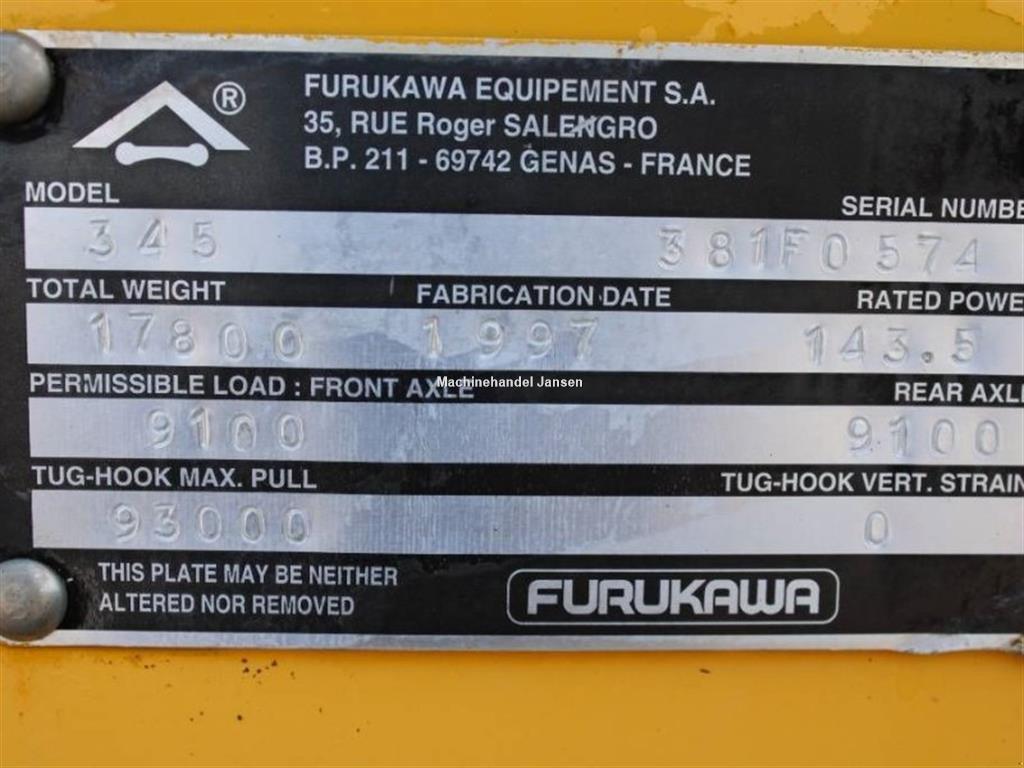 ®
FURUKAWA EQUIPEMENT S.A.
35, RUE Roger SALENGRO
B.P. 211 - 69742 GENAS - FRANCE
MODEL SERIAL NUMBE
345 381F0574
TOTAL WEIGHT FABRICATION DATE RATED POWE
17800 1997 143.5
PERMISSIBLE LOAD : FRONT AXLE REAR AXLE
Machinehandel Jansen
9100 9100
TUG-HOOK MAX. PULL TUG-HOOK VERT. STRAIN
93000 0
THIS PLATE MAY BE NEITHER
ALTERED NOR REMOVED
FURUKAWA